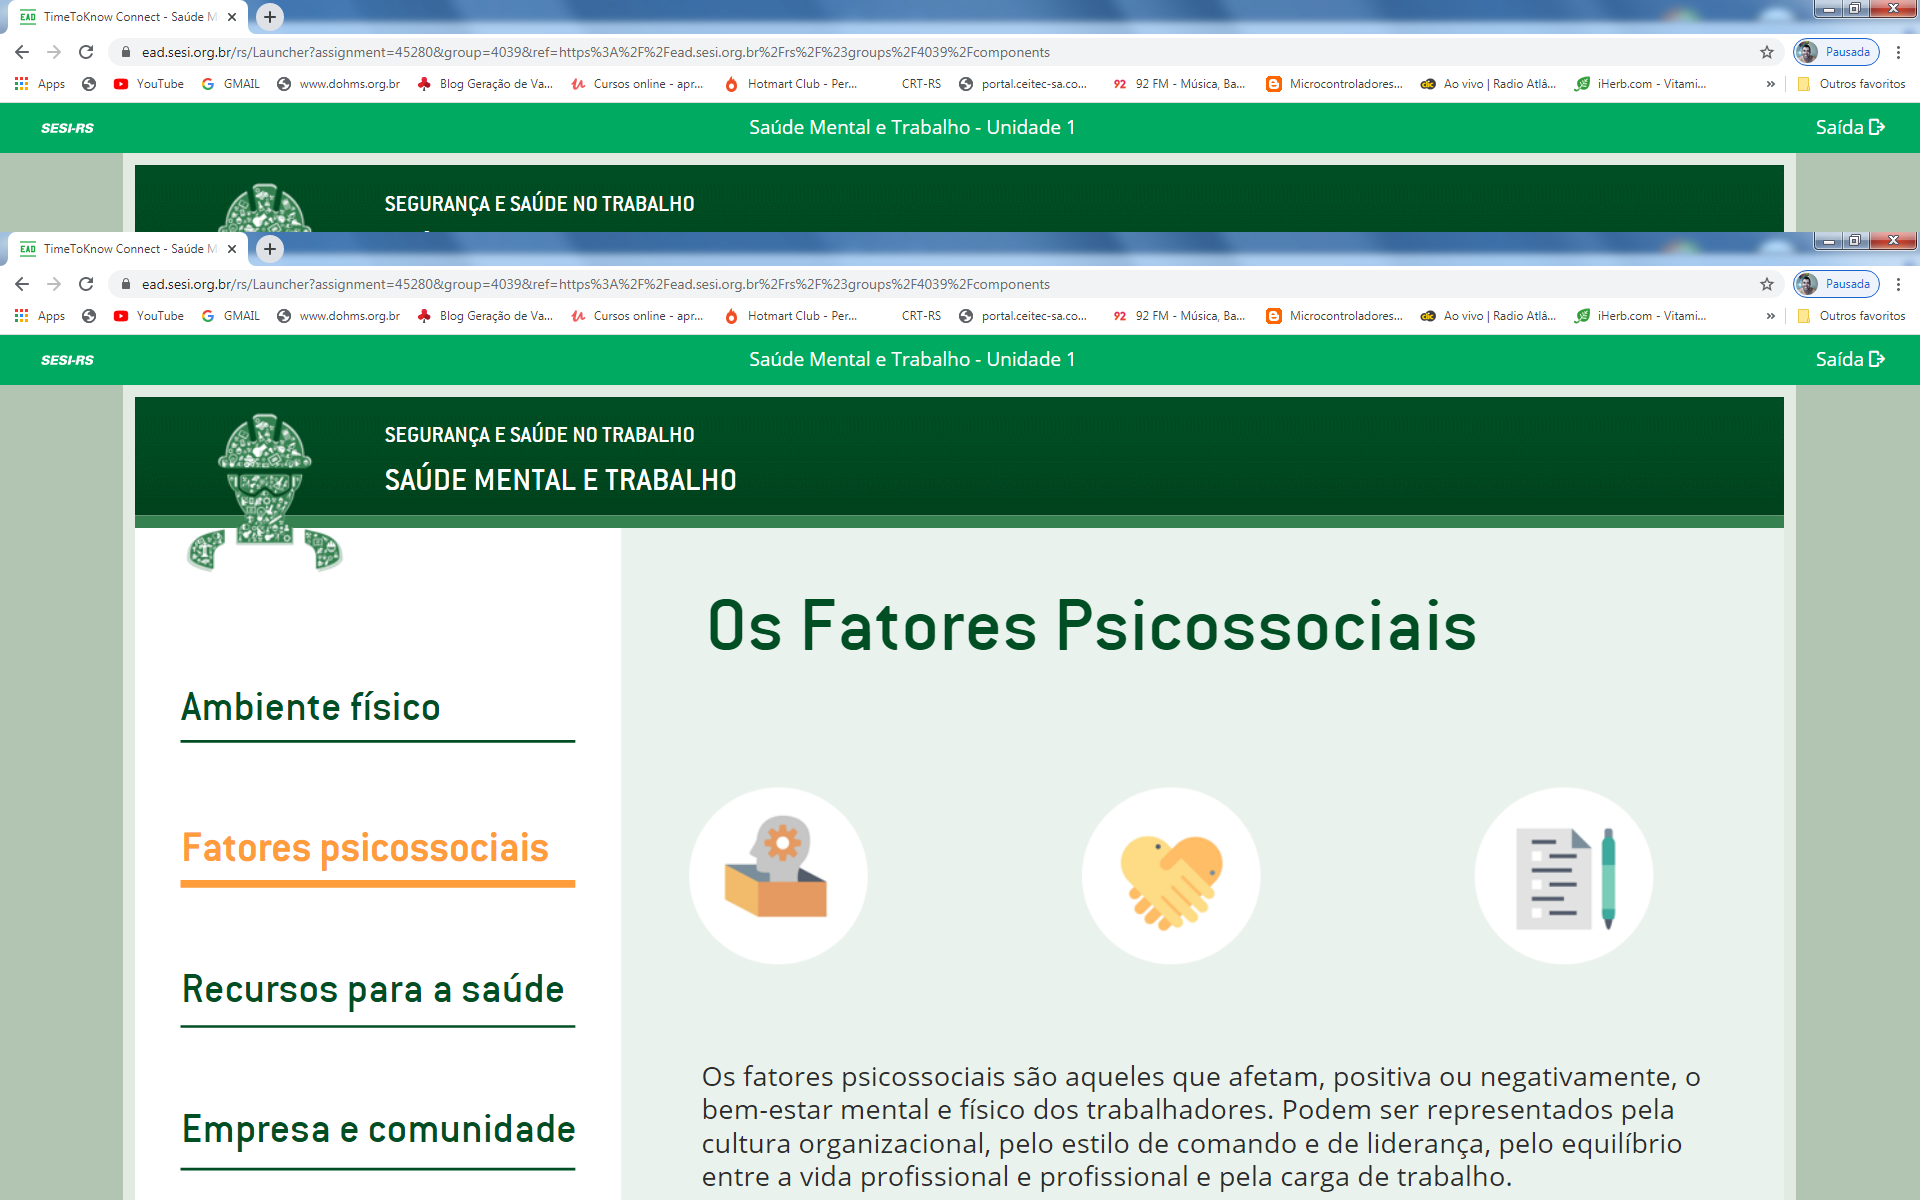 EAD TimeToKnow Connect - Saúde M
ead.sesi.org.br/rs/Launcher?assignment=45280&group=4039&ref=https%3A%2F%2Fead.sesi.org.br%2Frs%2F%23groups%2F4039%2Fcomponents
Pausada
Apps YouTube GMAIL www.dohms.org.br Blog Geração de Va... Cursos online - apr... Hotmart Club - Per... CRT-RS portal.ceitec-sa.co... 92 92 FM - Música, Ba... Microcontroladores... Ao vivo | Radio Atlâ... iHerb.com - Vitami... » Outros favoritos
SESI-RS Saúde Mental e Trabalho - Unidade 1 Saída
SEGURANÇA E SAÚDE NO TRABALHO
EAD TimeToKnow Connect - Saúde M
ead.sesi.org.br/rs/Launcher?assignment=45280&group=4039&ref=https%3A%2F%2Fead.sesi.org.br%2Frs%2F%23groups%2F4039%2Fcomponents
Pausada
Apps YouTube GMAIL www.dohms.org.br Blog Geração de Va... Cursos online - apr... Hotmart Club - Per... CRT-RS portal.ceitec-sa.co... 92 92 FM - Música, Ba... Microcontroladores... Ao vivo | Radio Atlâ... iHerb.com - Vitami... » Outros favoritos
SESI-RS Saúde Mental e Trabalho - Unidade 1 Saída
SEGURANÇA E SAÚDE NO TRABALHO
SAÚDE MENTAL E TRABALHO
Os Fatores Psicossociais
Ambiente físico
Fatores psicossociais
Recursos para a saúde
Empresa e comunidade
Os fatores psicossociais são aqueles que afetam, positiva ou negativamente, o
bem-estar mental e físico dos trabalhadores. Podem ser representados pela
cultura organizacional, pelo estilo de comando e de liderança, pelo equilíbrio
entre a vida profissional e profissional e pela carga de trabalho.